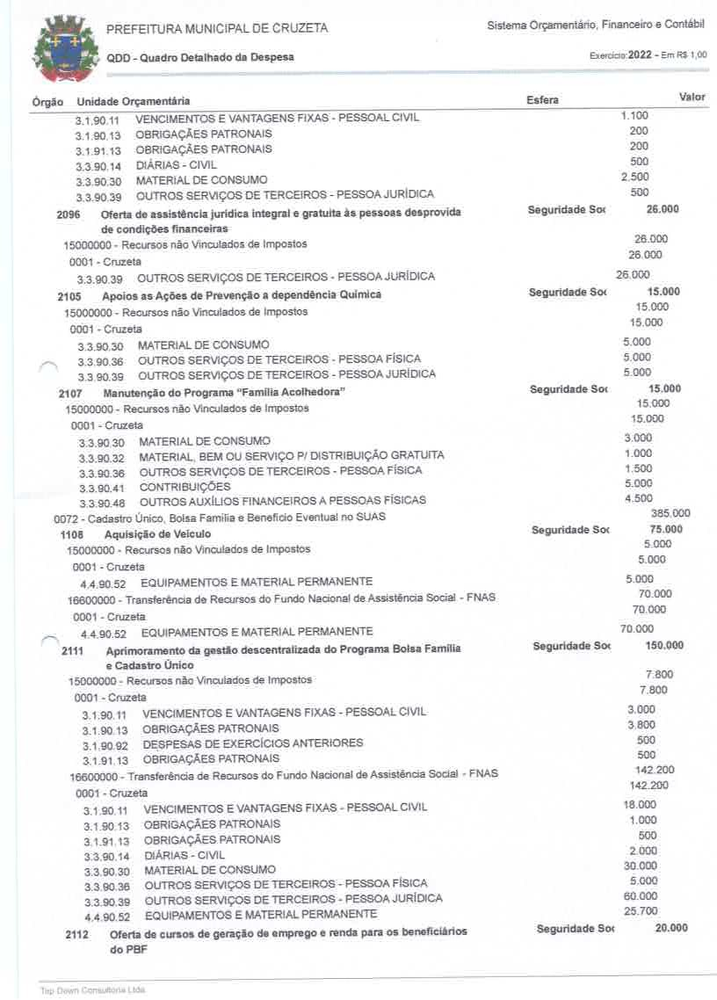 PREFEITURA MUNICIPAL DE CRUZETA
Sistema Orçamentário, Financeiro e Contábil
QDD - Quadro Detalhado da Despesa
Exercício:2022 - Em R$ 1,00
Órgão Unidade Orçamentária Esfera Valor
3.1.90.11 VENCIMENTOS E VANTAGENS FIXAS - PESSOAL CIVIL 1.100
3.1.90.13 OBRIGAÇÃES PATRONAIS 200
3.1.91.13 OBRIGAÇÃES PATRONAIS 200
3.3.90.14 DIÁRIAS - CIVIL 500
3.3.90.30 MATERIAL DE CONSUMO 2.500
3.3.90.39 OUTROS SERVIÇOS DE TERCEIROS - PESSOA JURÍDICA 500
2096 Oferta de assistência jurídica integral e gratuita às pessoas desprovida Seguridade Soc 26.000
de condições financeiras
15000000 - Recursos não Vinculados de Impostos 26.000
0001 - Cruzeta 26.000
3.3.90.39 OUTROS SERVIÇOS DE TERCEIROS - PESSOA JURÍDICA 26.000
2105 Apoios as Ações de Prevenção a dependência Química Seguridade Soc 15.000
15000000 - Recursos não Vinculados de Impostos 15.000
0001 - Cruzeta 15.000
3.3.90.30 MATERIAL DE CONSUMO 5.000
3.3.90.36 OUTROS SERVIÇOS DE TERCEIROS - PESSOA FÍSICA 5.000
3.3.90.39 OUTROS SERVIÇOS DE TERCEIROS - PESSOA JURÍDICA 5.000
2107 Manutenção do Programa "Família Acolhedora" Seguridade Soc 15.000
15000000 - Recursos não Vinculados de Impostos 15.000
0001 - Cruzeta 15.000
3.3.90.30 MATERIAL DE CONSUMO 3.000
3.3.90.32 MATERIAL, BEM OU SERVIÇO P/ DISTRIBUIÇÃO GRATUITA 1.000
3.3.90.36 OUTROS SERVIÇOS DE TERCEIROS - PESSOA FÍSICA 1.500
3.3.90.41 CONTRIBUIÇÕES 5.000
3.3.90.48 OUTROS AUXÍLIOS FINANCEIROS A PESSOAS FÍSICAS 4.500
0072 - Cadastro Único, Bolsa Família e Benefício Eventual no SUAS 385.000
1108 Aquisição de Veículo Seguridade Soc 75.000
15000000 - Recursos não Vinculados de Impostos 5.000
0001 - Cruzeta 5.000
4.4.90.52 EQUIPAMENTOS E MATERIAL PERMANENTE 5.000
16600000 - Transferência de Recursos do Fundo Nacional de Assistência Social - FNAS 70.000
0001 - Cruzeta 70.000
4.4.90.52 EQUIPAMENTOS E MATERIAL PERMANENTE 70.000
2111 Aprimoramento da gestão descentralizada do Programa Bolsa Família Seguridade Soc 150.000
e Cadastro Único
15000000 - Recursos não Vinculados de Impostos 7.800
0001 - Cruzeta 7.800
3.1.90.11 VENCIMENTOS E VANTAGENS FIXAS - PESSOAL CIVIL 3.000
3.1.90.13 OBRIGAÇÃES PATRONAIS 3.800
3.1.90.92 DESPESAS DE EXERCÍCIOS ANTERIORES 500
3.1.91.13 OBRIGAÇÃES PATRONAIS 500
16600000 - Transferência de Recursos do Fundo Nacional de Assistência Social - FNAS 142.200
0001 - Cruzeta 142.200
3.1.90.11 VENCIMENTOS E VANTAGENS FIXAS - PESSOAL CIVIL 18.000
3.1.90.13 OBRIGAÇÃES PATRONAIS 1.000
3.1.91.13 OBRIGAÇÃES PATRONAIS 500
3.3.90.14 DIÁRIAS - CIVIL 2.000
3.3.90.30 MATERIAL DE CONSUMO 30.000
3.3.90.36 OUTROS SERVIÇOS DE TERCEIROS - PESSOA FÍSICA 5.000
3.3.90.39 OUTROS SERVIÇOS DE TERCEIROS - PESSOA JURÍDICA 60.000
4.4.90.52 EQUIPAMENTOS E MATERIAL PERMANENTE 25.700
2112 Oferta de cursos de geração de emprego e renda para os beneficiários Seguridade Soc 20.000
do PBF
Top Down Consultoria Ltda